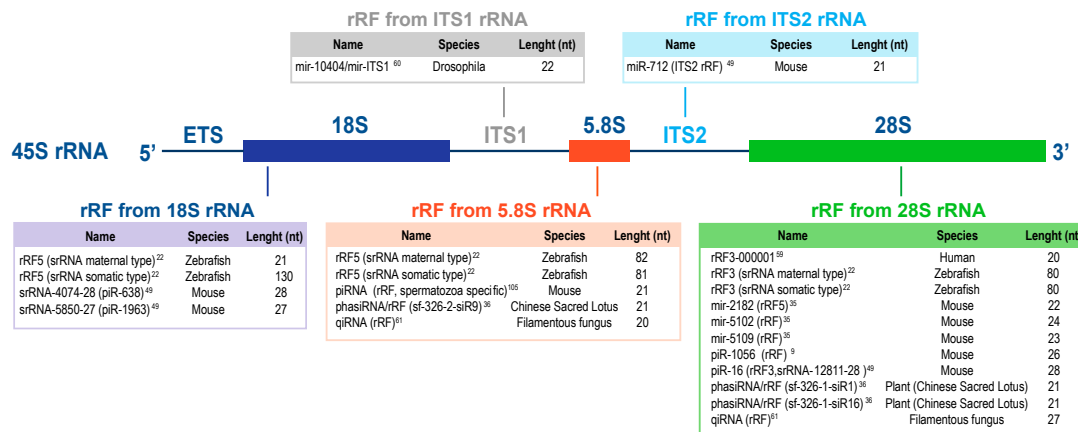 rRF from ITS1 rRNA
Name Species Lenght (nt)
mir-10404/mir-ITS1 60 Drosophila 22
rRF from ITS2 rRNA
Name Species Lenght (nt)
miR-712 (ITS2 rRF) 49 Mouse 21
45S rRNA 5’ ETS 18S ITS1 5.8S ITS2 28S 3’
rRF from 18S rRNA
Name Species Lenght (nt)
rRF5 (srRNA maternal type)22 Zebrafish 21
rRF5 (srRNA somatic type)22 Zebrafish 130
srRNA-4074-28 (piR-638)49 Mouse 28
srRNA-5850-27 (piR-1963)49 Mouse 27
rRF from 5.8S rRNA
Name Species Lenght (nt)
rRF5 (srRNA maternal type)22 Zebrafish 82
rRF5 (srRNA somatic type)22 Zebrafish 81
piRNA (rRF, spermatozoa specific)105 Mouse 21
phasiRNA/rRF (sf-326-2-siR9)36 Chinese Sacred Lotus 21
qiRNA (rRF)61 Filamentous fungus 20
rRF from 28S rRNA
Name Species Lenght (nt)
rRF3-00000159 Human 20
rRF3 (srRNA maternal type)22 Zebrafish 80
rRF3 (srRNA somatic type)22 Zebrafish 80
mir-2182 (rRF5)35 Mouse 22
mir-5102 (rRF)35 Mouse 24
mir-5109 (rRF)35 Mouse 23
piR-1056 (rRF) 9 Mouse 26
piR-16 (rRF3,srRNA-12811-28 )49 Mouse 28
phasiRNA/rRF (sf-326-1-siR1)36 Plant (Chinese Sacred Lotus) 21
phasiRNA/rRF (sf-326-1-siR16)36 Plant (Chinese Sacred Lotus) 21
qiRNA (rRF)61 Filamentous fungus 27